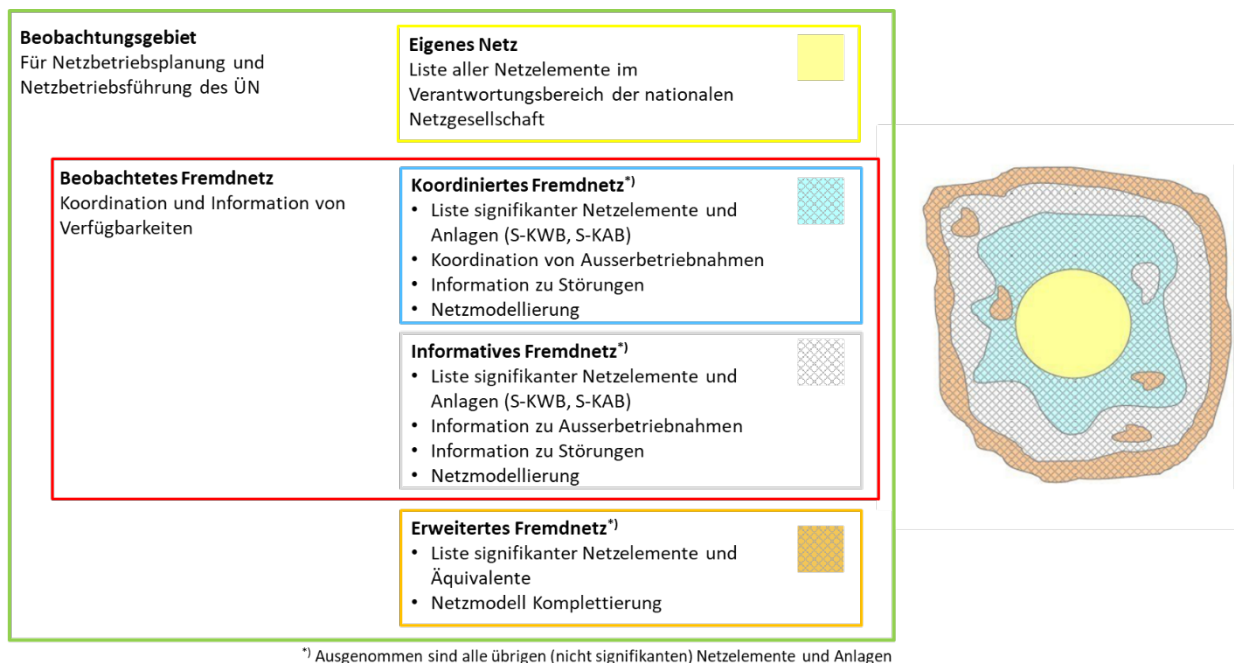 Beobachtungsgebiet
Für Netzbetriebsplanung und
Netzbetriebsführung des ÜN
Eigenes Netz
Liste aller Netzelemente im
Verantwortungsbereich der nationalen
Netzgesellschaft
Beobachtetes Fremdnetz
Koordination und Information von
Verfügbarkeiten
Koordiniertes Fremdnetz*)
• Liste signifikanter Netzelemente und
Anlagen (S-KWB, S-KAB)
• Koordination von Ausserbetriebnahmen
• Information zu Störungen
• Netzmodellierung
Informatives Fremdnetz*)
• Liste signifikanter Netzelemente und
Anlagen (S-KWB, S-KAB)
• Information zu Ausserbetriebnahmen
• Information zu Störungen
• Netzmodellierung
Erweitertes Fremdnetz*)
• Liste signifikanter Netzelemente und
Äquivalente
• Netzmodell Komplettierung
*) Ausgenommen sind alle übrigen (nicht signifikanten) Netzelemente und Anlagen